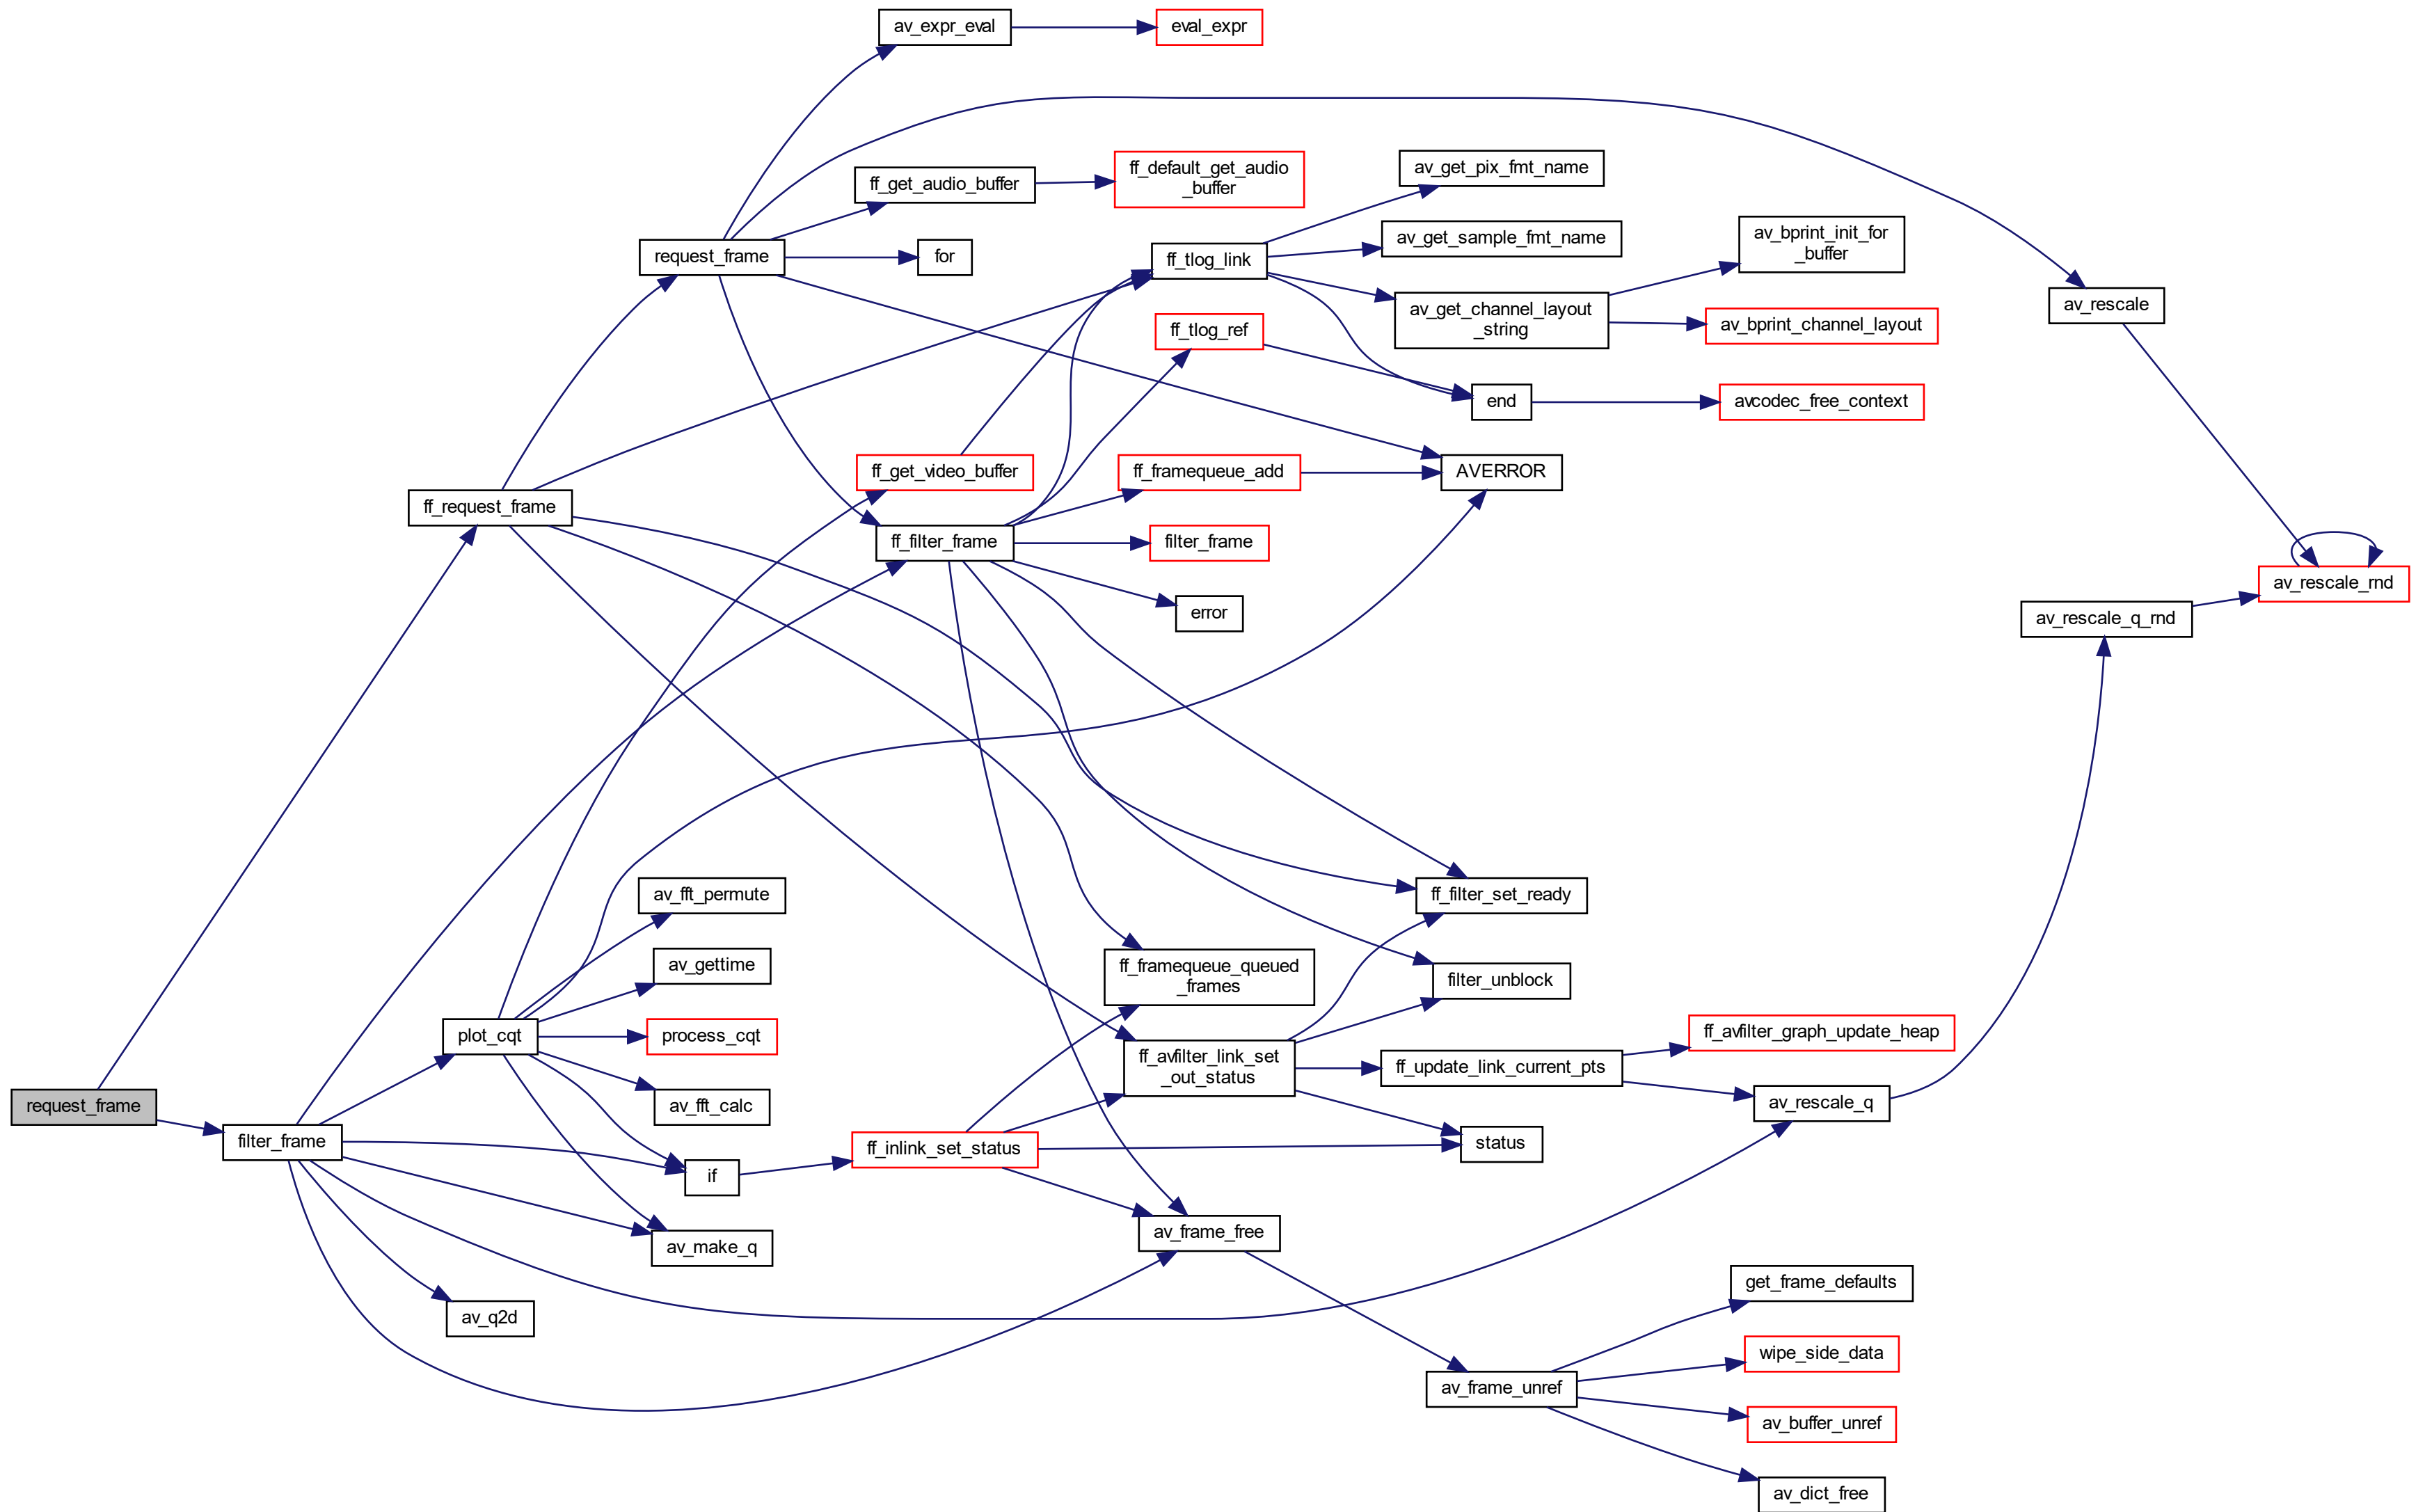 av_expr_eval
eval_expr
ff_get_audio_buffer
ff_default_get_audio
_buffer
request_frame
for
ff_tlog_link
av_get_pix_fmt_name
av_get_sample_fmt_name
av_get_channel_layout
_string
av_bprint_init_for
_buffer
av_bprint_channel_layout
av_rescale
ff_tlog_ref
end
avcodec_free_context
ff_get_video_buffer
ff_framequeue_add
AVERROR
ff_request_frame
ff_filter_frame
filter_frame
error
av_rescale_q_rnd
av_rescale_rnd
av_fft_permute
ff_filter_set_ready
av_gettime
ff_framequeue_queued
_frames
filter_unblock
plot_cqt
process_cqt
ff_avfilter_link_set
_out_status
ff_update_link_current_pts
ff_avfilter_graph_update_heap
request_frame
av_fft_calc
av_rescale_q
filter_frame
if
ff_inlink_set_status
status
av_make_q
av_frame_free
av_q2d
get_frame_defaults
wipe_side_data
av_frame_unref
av_buffer_unref
av_dict_free